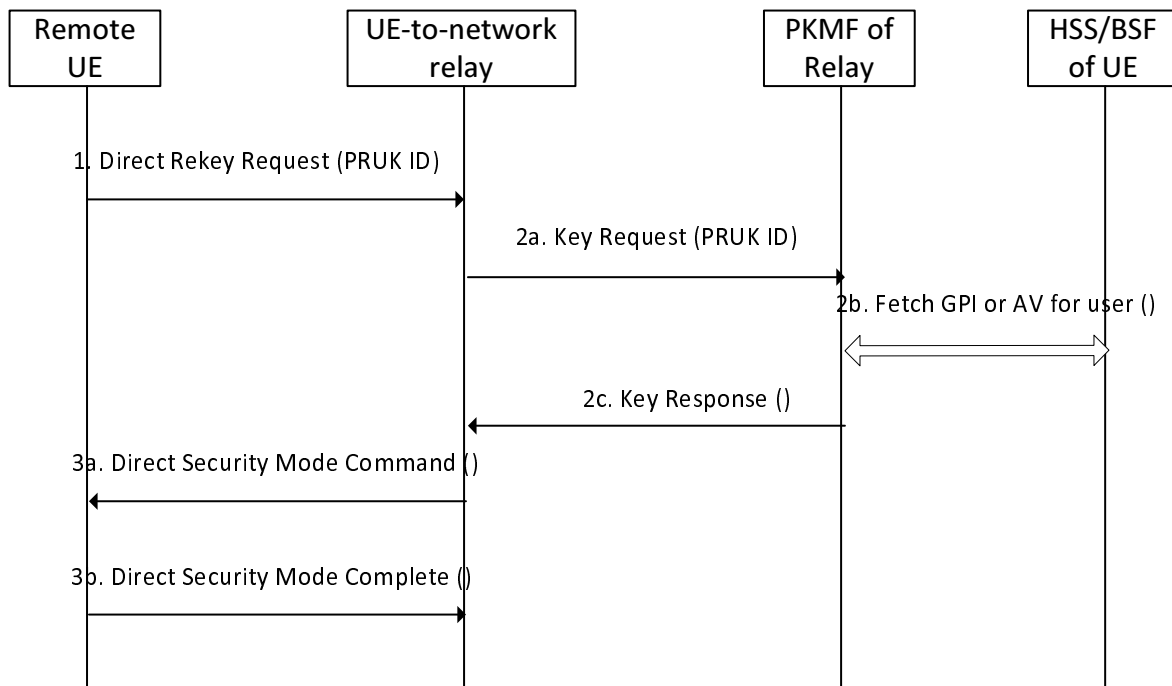 Remote
UE
UE-to-network
relay
PKMF of
Relay
HSS/BSF
of UE
1. Direct Rekey Request (PRUK ID)
2a. Key Request (PRUK ID)
2b. Fetch GPI or AV for user ()
2c. Key Response ()
3a. Direct Security Mode Command ()
3b. Direct Security Mode Complete ()